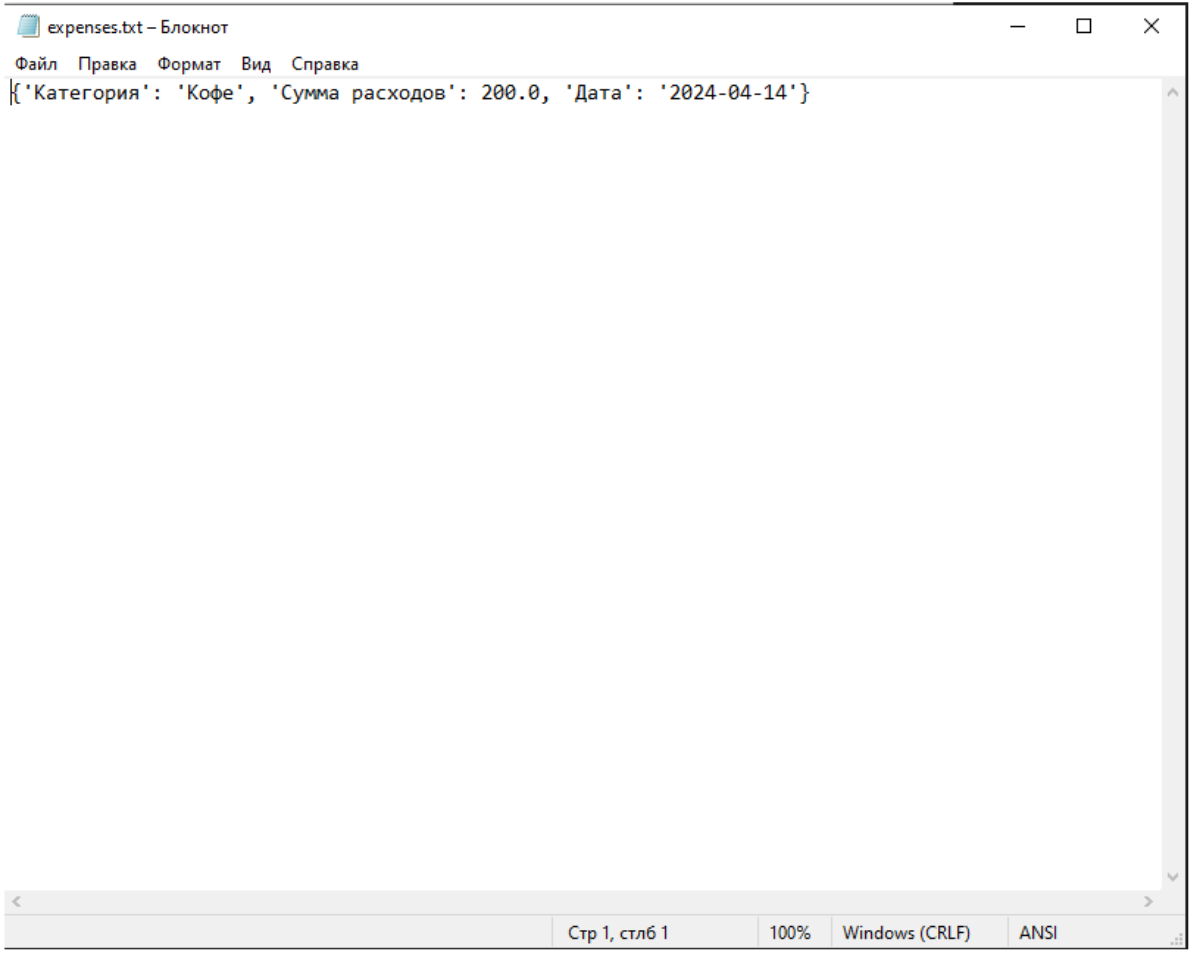 expenses.txt – Блокнот
Файл Правка Формат Вид Справка
{'Категория': 'Кофе', 'Сумма расходов': 200.0, 'Дата': '2024-04-14'}
Стр 1, стлб 1 100% Windows (CRLF) ANSI